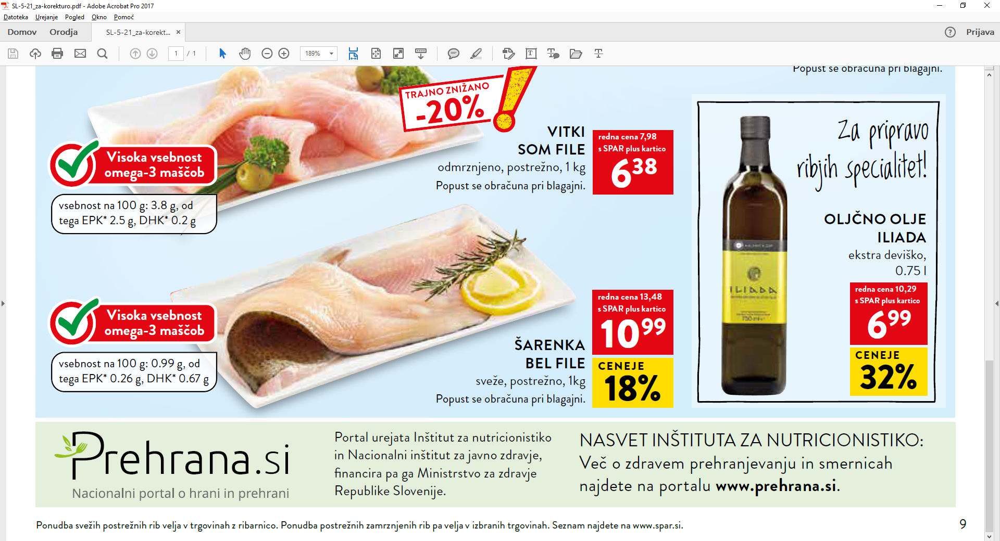 SL-5-21_za-korekturo.pdf - Adobe Acrobat Pro 2017
Datoteka Urejanje Pogled Okno Pomoč
Domov Orodja SL-5-21_za-korekt... × Prijava
1 / 1 189%
Popust se obračuna pri blagajni.
TRAJNO ZNIŽANO
-20%
VITKI
SOM FILE
odmrznjeno, postrežno, 1 kg
Popust se obračuna pri blagajni.
redna cena 7,98
s SPAR plus kartico
6 38
Visoka vsebnost
omega-3 maščob
vsebnost na 100 g: 3.8 g, od
tega EPK* 2.5 g, DHK* 0.2 g
Za pripravo
ribjih specialitet!
OLJČNO OLJE
ILIADA
ekstra deviško,
0.75 l
redna cena 10,29
s SPAR plus kartico
6 99
CENEJE
32%
ILIADA
Visoka vsebnost
omega-3 maščob
vsebnost na 100 g: 0.99 g, od
tega EPK* 0.26 g, DHK* 0.67 g
ŠARENKA
BEL FILE
sveže, postrežno, 1kg
Popust se obračuna pri blagajni.
redna cena 13,48
s SPAR plus kartico
10 99
CENEJE
18%
Prehrana.si
Nacionalni portal o hrani in prehrani
Portal urejata Inštitut za nutricionistiko
in Nacionalni inštitut za javno zdravje,
financira pa ga Ministrstvo za zdravje
Republike Slovenije.
NASVET INŠTITUTA ZA NUTRICIONISTIKO:
Več o zdravem prehranjevanju in smernicah
najdete na portalu www.prehrana.si.
Ponudba svežih postrežnih rib velja v trgovinah z ribarnico. Ponudba postrežnih zamrznjenih rib pa velja v izbranih trgovinah. Seznam najdete na www.spar.si.
9